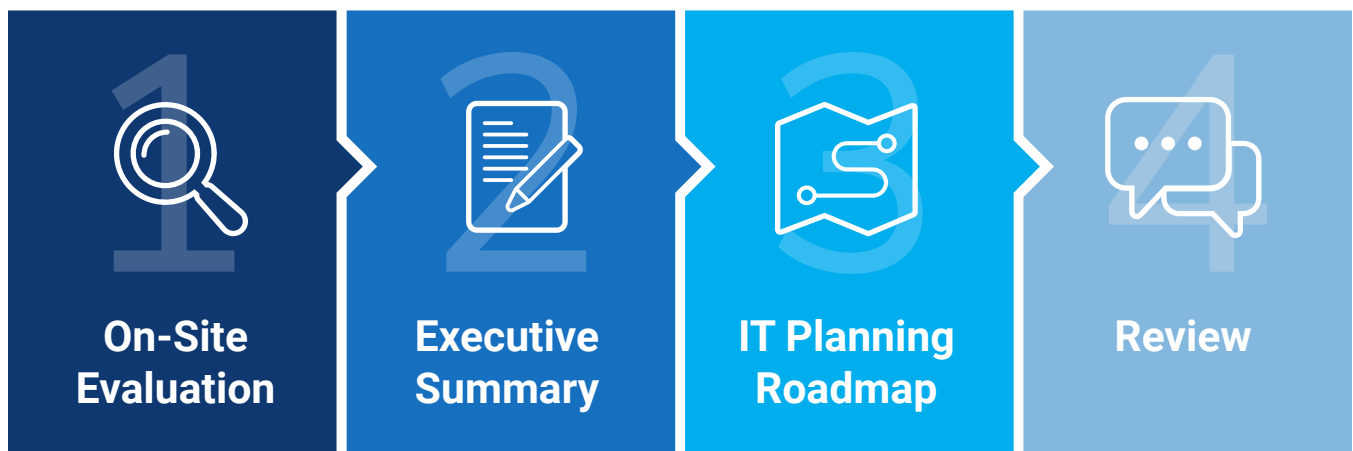 1
On-Site
Evaluation
2
Executive
Summary
3
IT Planning
Roadmap
4
Review